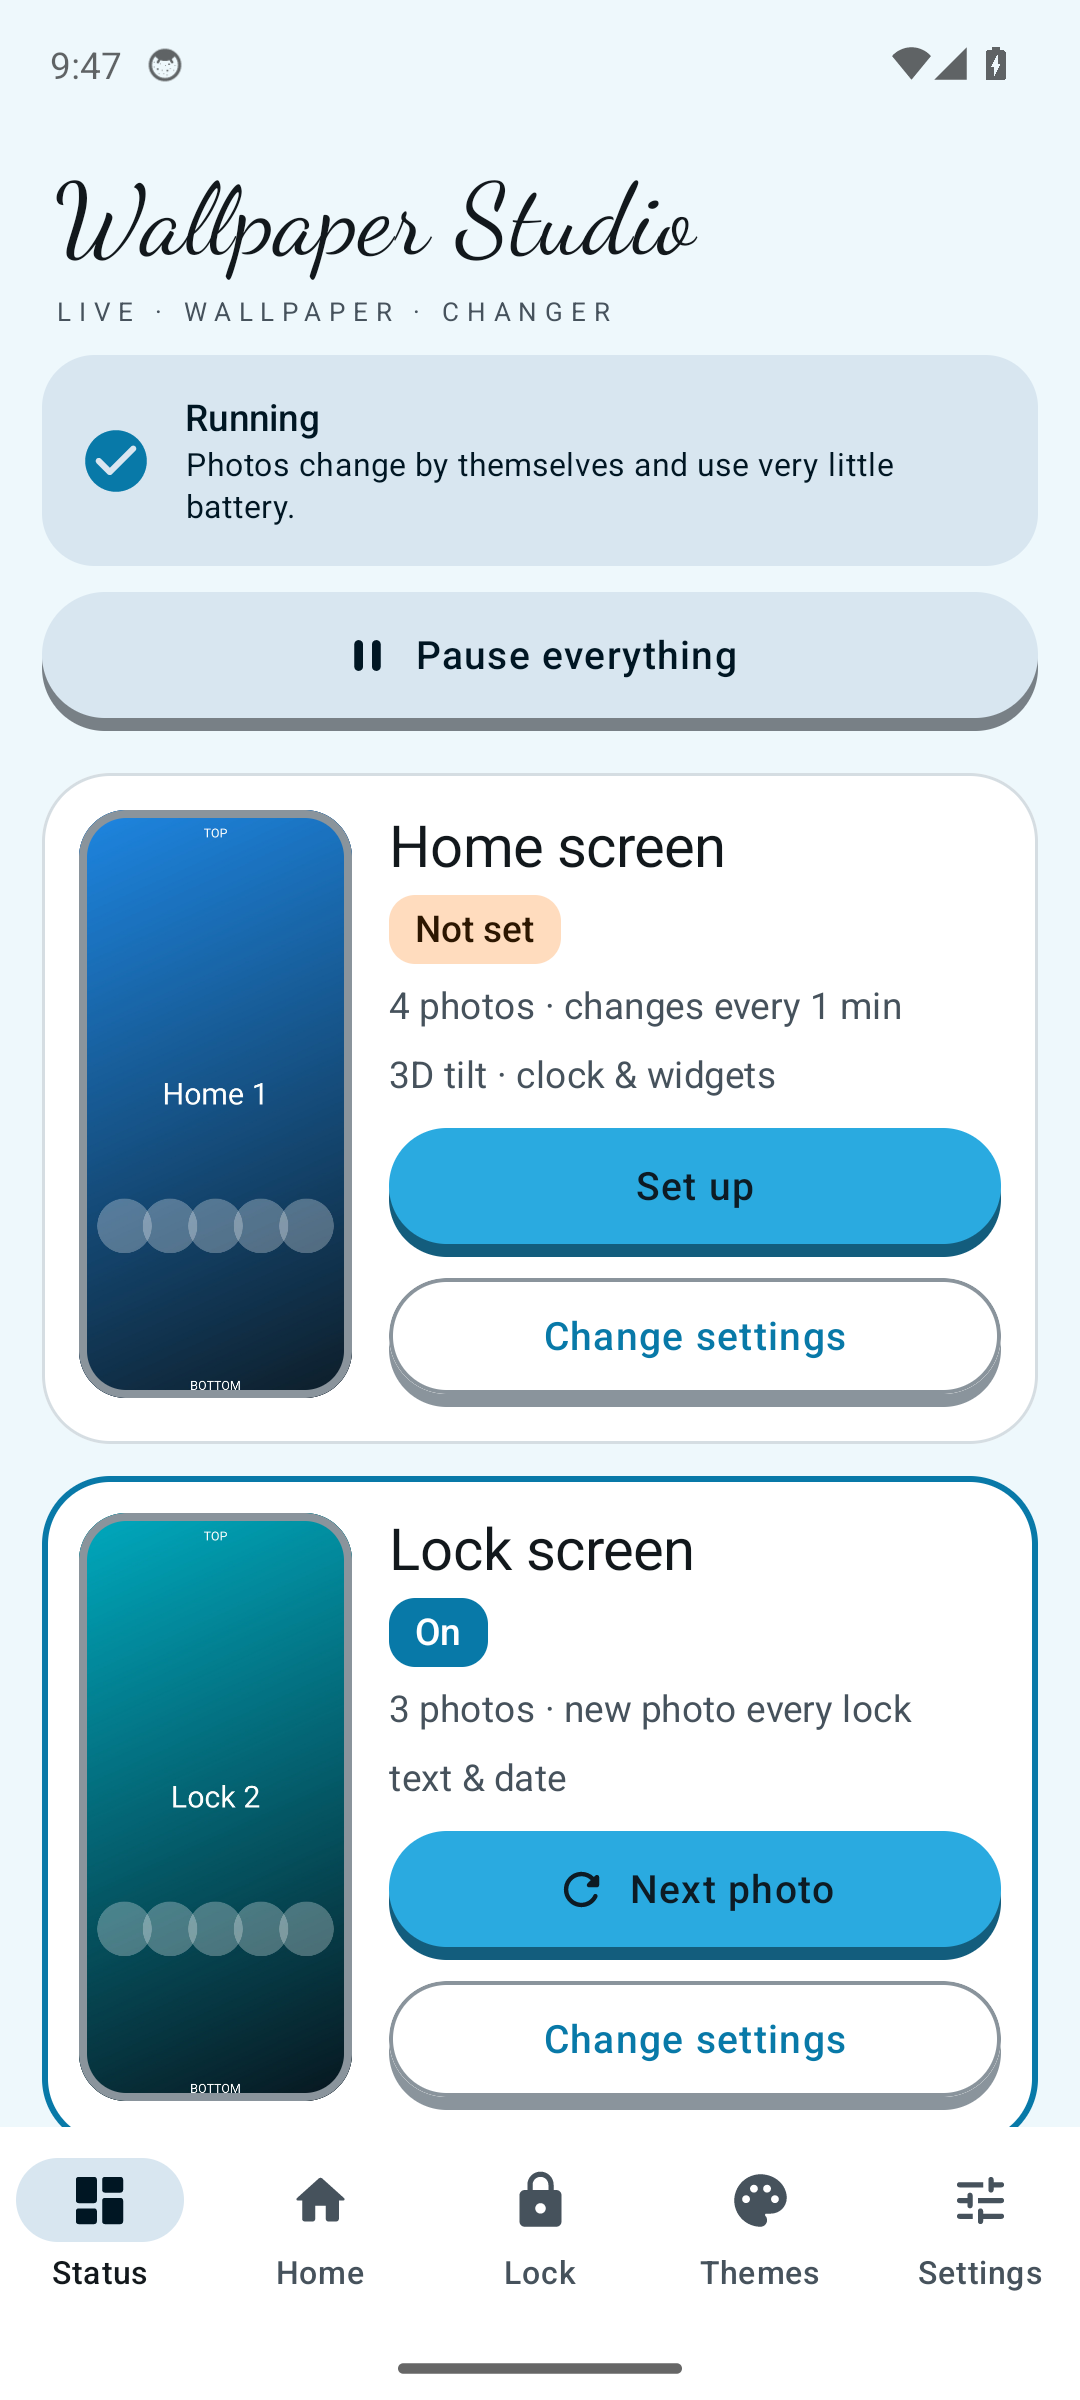 9:47
Wallpaper Studio
LIVE · WALLPAPER · CHANGER
Running
Photos change by themselves and use very little
battery.
Pause everything
TOP
Home 1
BOTTOM
Home screen
Not set
4 photos · changes every 1 min
3D tilt · clock & widgets
Set up
Change settings
TOP
Lock 2
BOTTOM
Lock screen
On
3 photos · new photo every lock
text & date
Next photo
Change settings
Status
Home
Lock
Themes
Settings